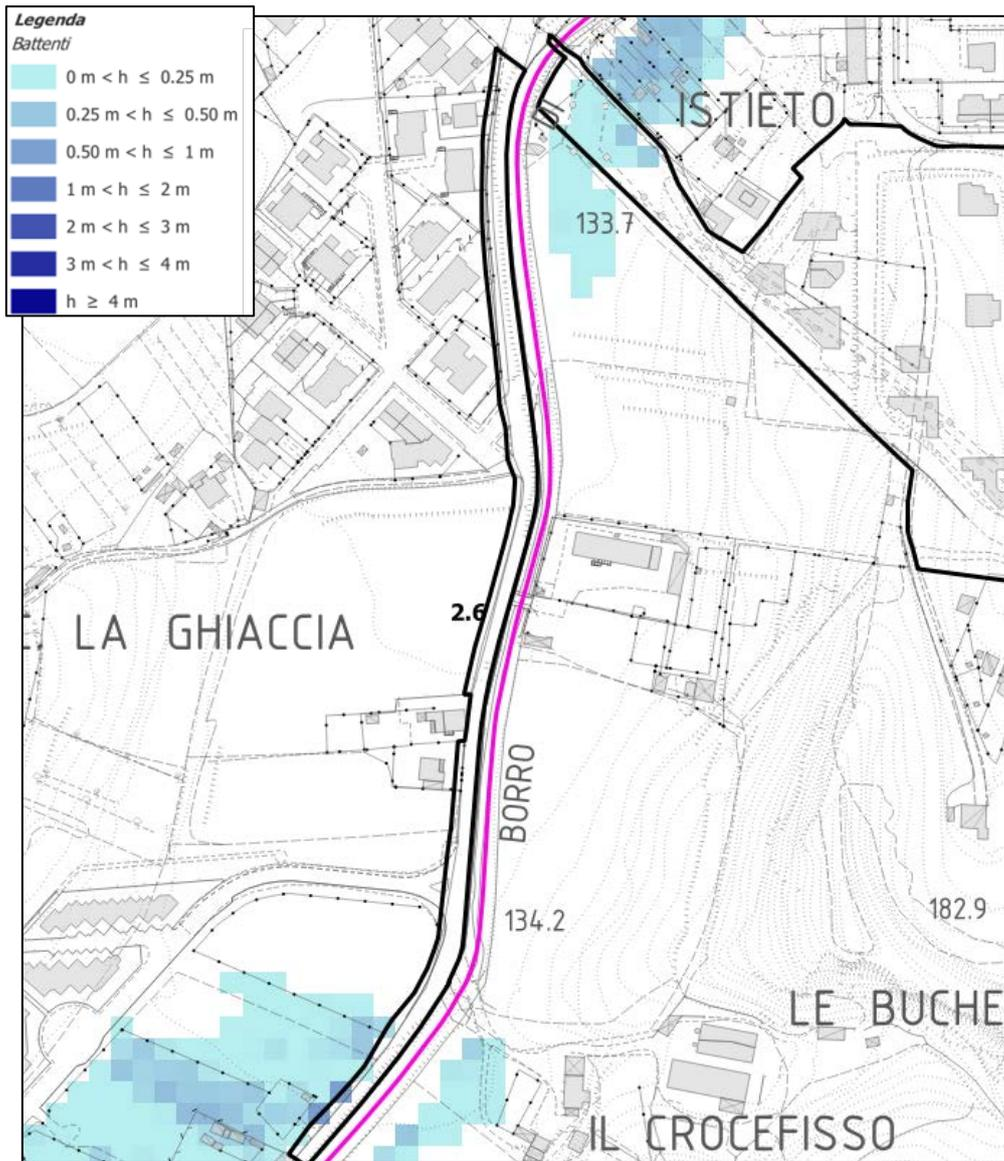 Legenda
Battenti
0 m < h ≤ 0.25 m
0.25 m < h ≤ 0.50 m
0.50 m < h ≤ 1 m
1 m < h ≤ 2 m
2 m < h ≤ 3 m
3 m < h ≤ 4 m
h ≥ 4 m
ISTIETO
133.7
2.6
LA GHIACCIA
BORRO
134.2
182.9
LE BUCHE
IL CROCEFISSO